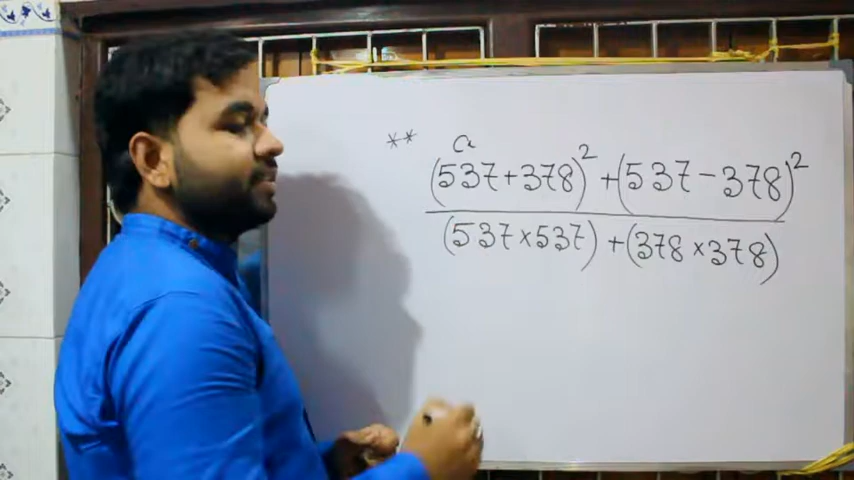 ** a
(537+378)² + (537-378)²
(537×537) + (378×378)